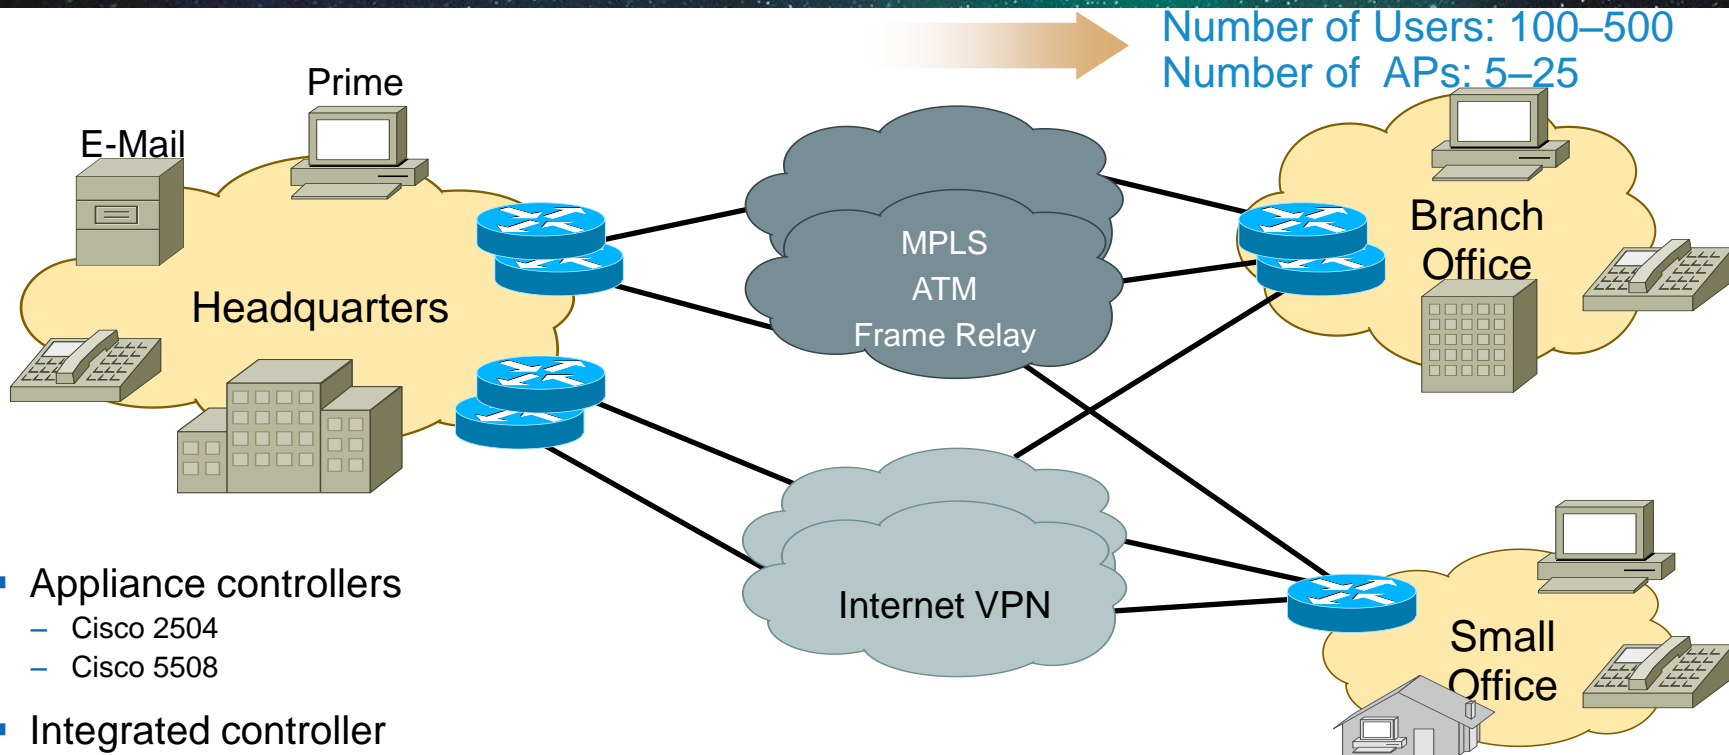 Number of Users: 100–500
Number of APs: 5–25
Prime
E-Mail
Headquarters
MPLS
ATM
Frame Relay
Branch
Office
Internet VPN
Small
Office
▪ Appliance controllers
– Cisco 2504
– Cisco 5508
▪ Integrated controller